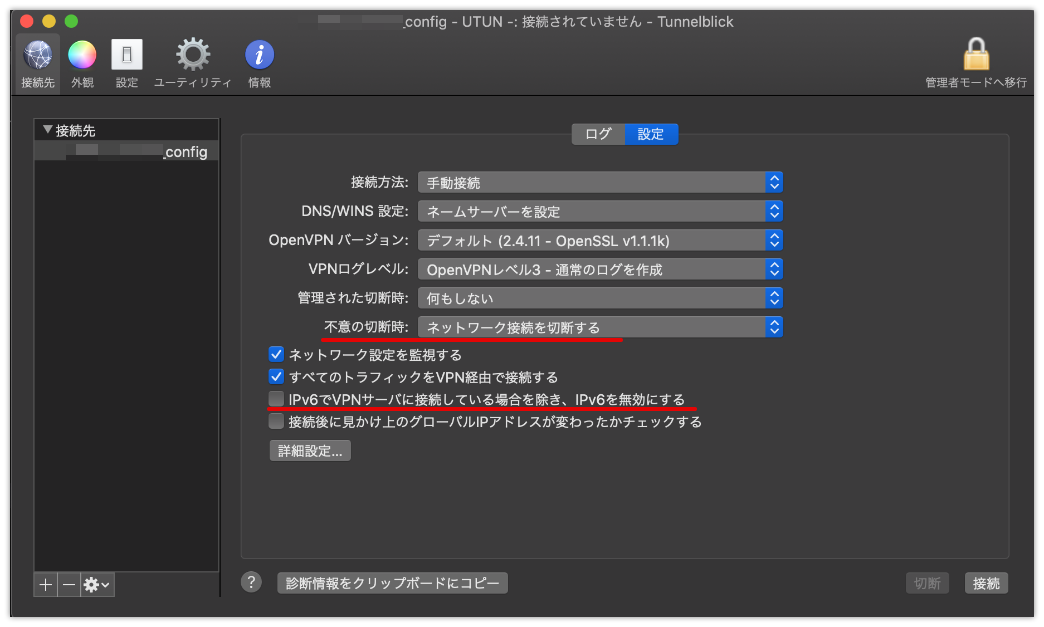 _config - UTUN -: 接続されていません - Tunnelblick
接続先 外観 設定 ユーティリティ 情報 管理者モードへ移行
接続先
_config
ログ 設定
接続方法: 手動接続
DNS/WINS 設定: ネームサーバーを設定
OpenVPN バージョン: デフォルト (2.4.11 - OpenSSL v1.1.1k)
VPNログレベル: OpenVPNレベル3 - 通常のログを作成
管理された切断時: 何もしない
不意の切断時: ネットワーク接続を切断する
ネットワーク設定を監視する
すべてのトラフィックをVPN経由で接続する
IPv6でVPNサーバに接続している場合を除き、IPv6を無効にする
接続後に見かけ上のグローバルIPアドレスが変わったかチェックする
詳細設定...
? 診断情報をクリップボードにコピー 切断 接続